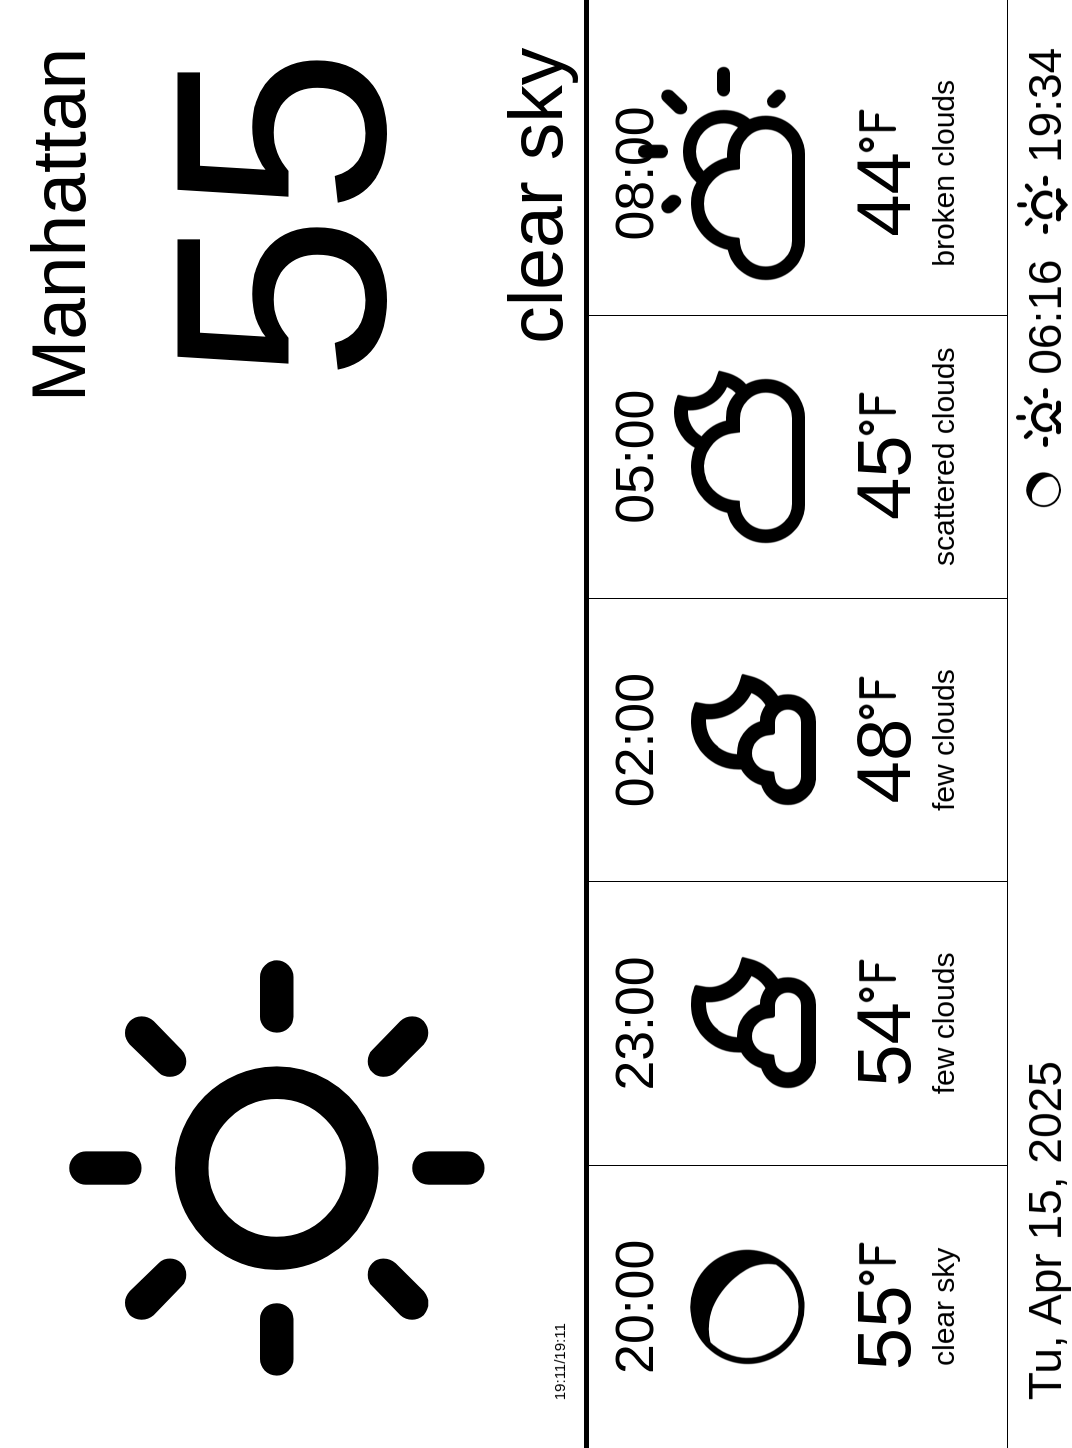 Manhattan
55
clear sky
19:11/19:11
20:00
55°F
clear sky
23:00
54°F
few clouds
02:00
48°F
few clouds
05:00
45°F
scattered clouds
08:00
44°F
broken clouds
Tu, Apr 15, 2025
06:16
19:34